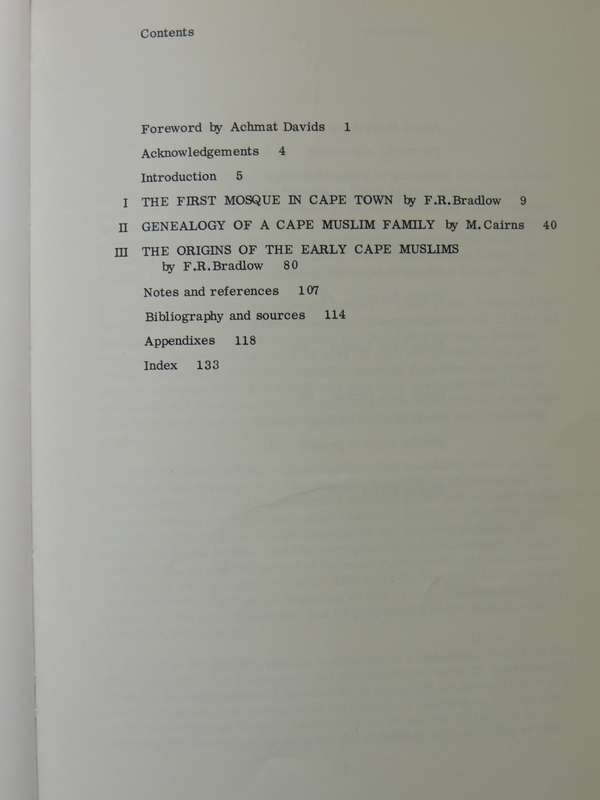 Contents
Foreword by Achmat Davids 1
Acknowledgements 4
Introduction 5
I THE FIRST MOSQUE IN CAPE TOWN by F.R.Bradlow 9
II GENEALOGY OF A CAPE MUSLIM FAMILY by M.Cairns 40
III THE ORIGINS OF THE EARLY CAPE MUSLIMS
by F.R.Bradlow 80
Notes and references 107
Bibliography and sources 114
Appendixes 118
Index 133